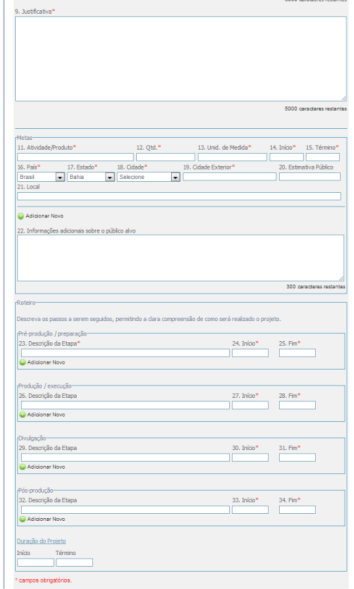 9. Justificativa*
5000 caracteres restantes
Metas
11. Atividade/Produto* 12. Qtd.* 13. Unid. de Medida* 14. Início* 15. Término*
16. País* 17. Estado* 18. Cidade* 19. Cidade Exterior* 20. Estimativa Público
Brasil Bahia Selecione
21. Local
Adicionar Novo
22. Informações adicionais sobre o público alvo
300 caracteres restantes
Roteiro
Descreva os passos a serem seguidos, permitindo a clara compreensão de como será realizado o projeto.
Pré-produção / preparação
23. Descrição da Etapa* 24. Início* 25. Fim*
Adicionar Novo
Produção / execução
26. Descrição da Etapa 27. Início* 28. Fim*
Adicionar Novo
Divulgação
29. Descrição da Etapa 30. Início* 31. Fim*
Adicionar Novo
Pós-produção
32. Descrição da Etapa 33. Início* 34. Fim*
Adicionar Novo
Duração do Projeto
Início Término
* campos obrigatórios